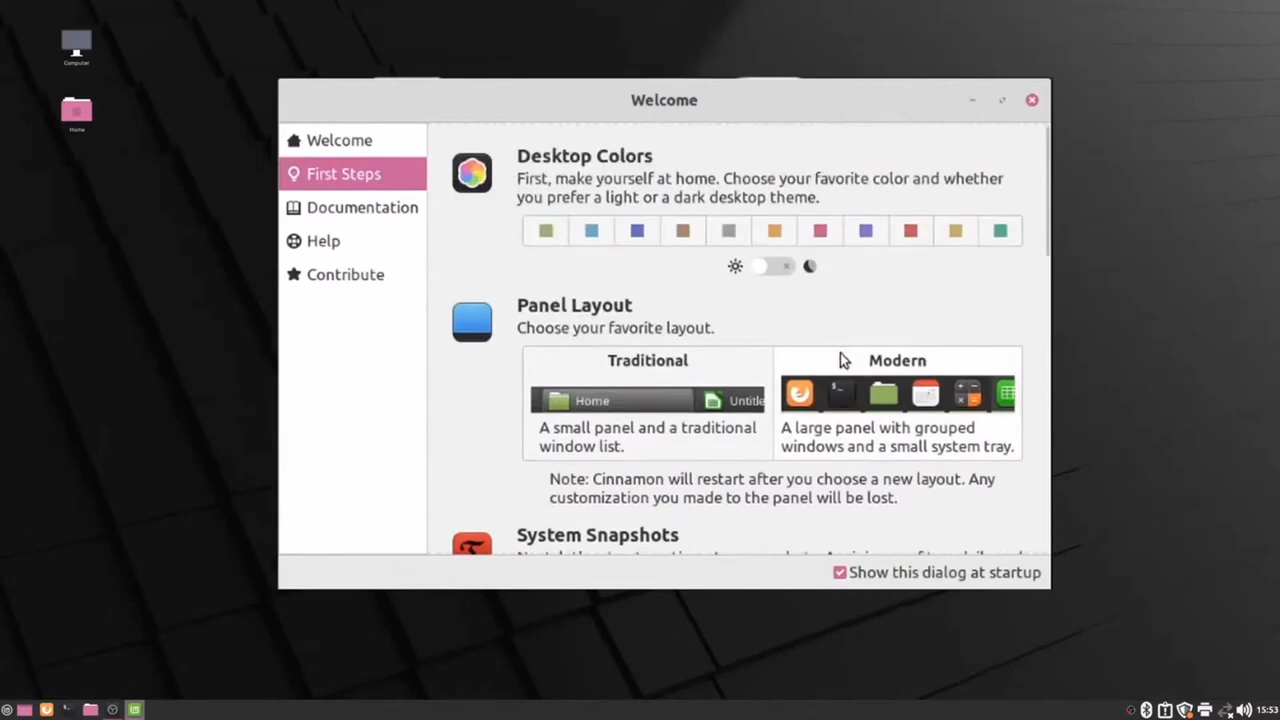 Computer
Home
Welcome
Welcome
First Steps
Documentation
Help
Contribute
Desktop Colors
First, make yourself at home. Choose your favorite color and whether
you prefer a light or a dark desktop theme.
Panel Layout
Choose your favorite layout.
Traditional
Home
Untitle
A small panel and a traditional
window list.
Modern
A large panel with grouped
windows and a small system tray.
Note: Cinnamon will restart after you choose a new layout. Any
customization you made to the panel will be lost.
System Snapshots
Show this dialog at startup
15:53